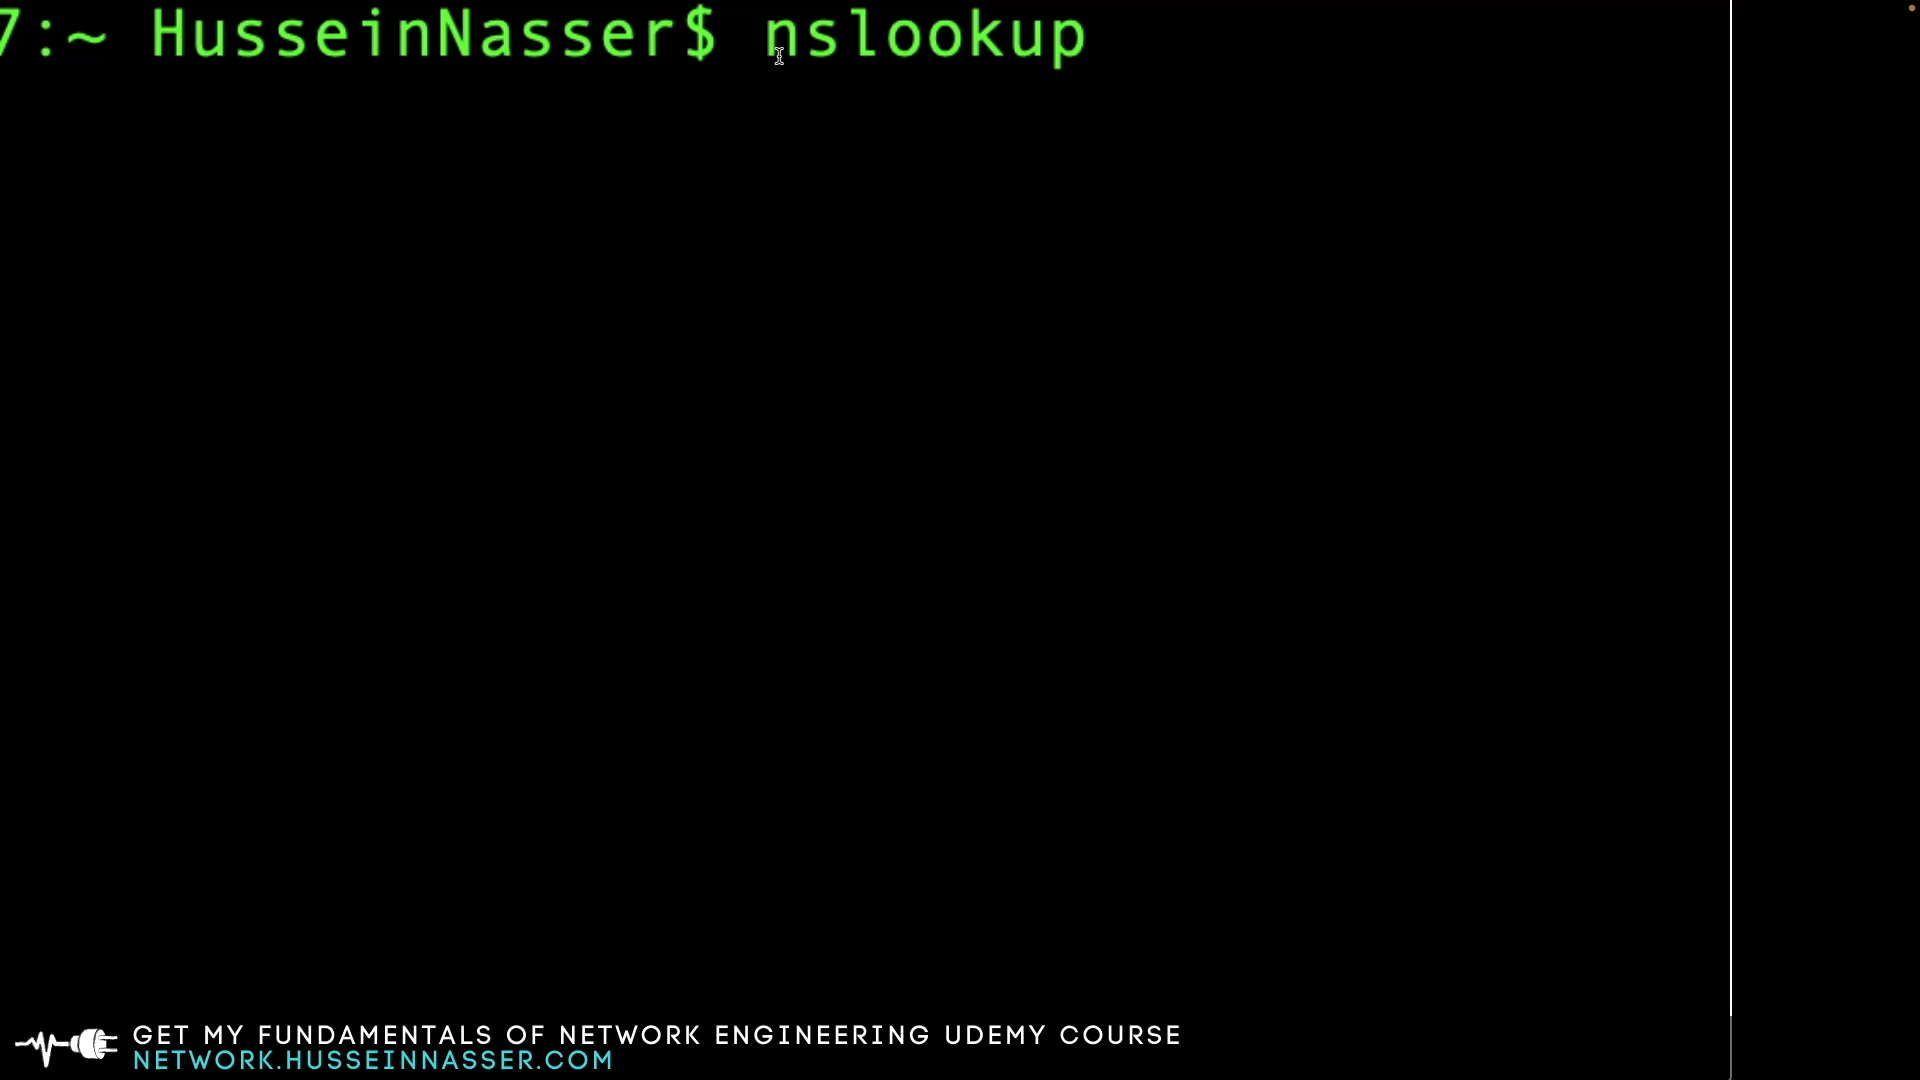 7:~ HusseinNasser$ nslookup
GET MY FUNDAMENTALS OF NETWORK ENGINEERING UDEMY COURSE
NETWORK.HUSSEINNASSER.COM